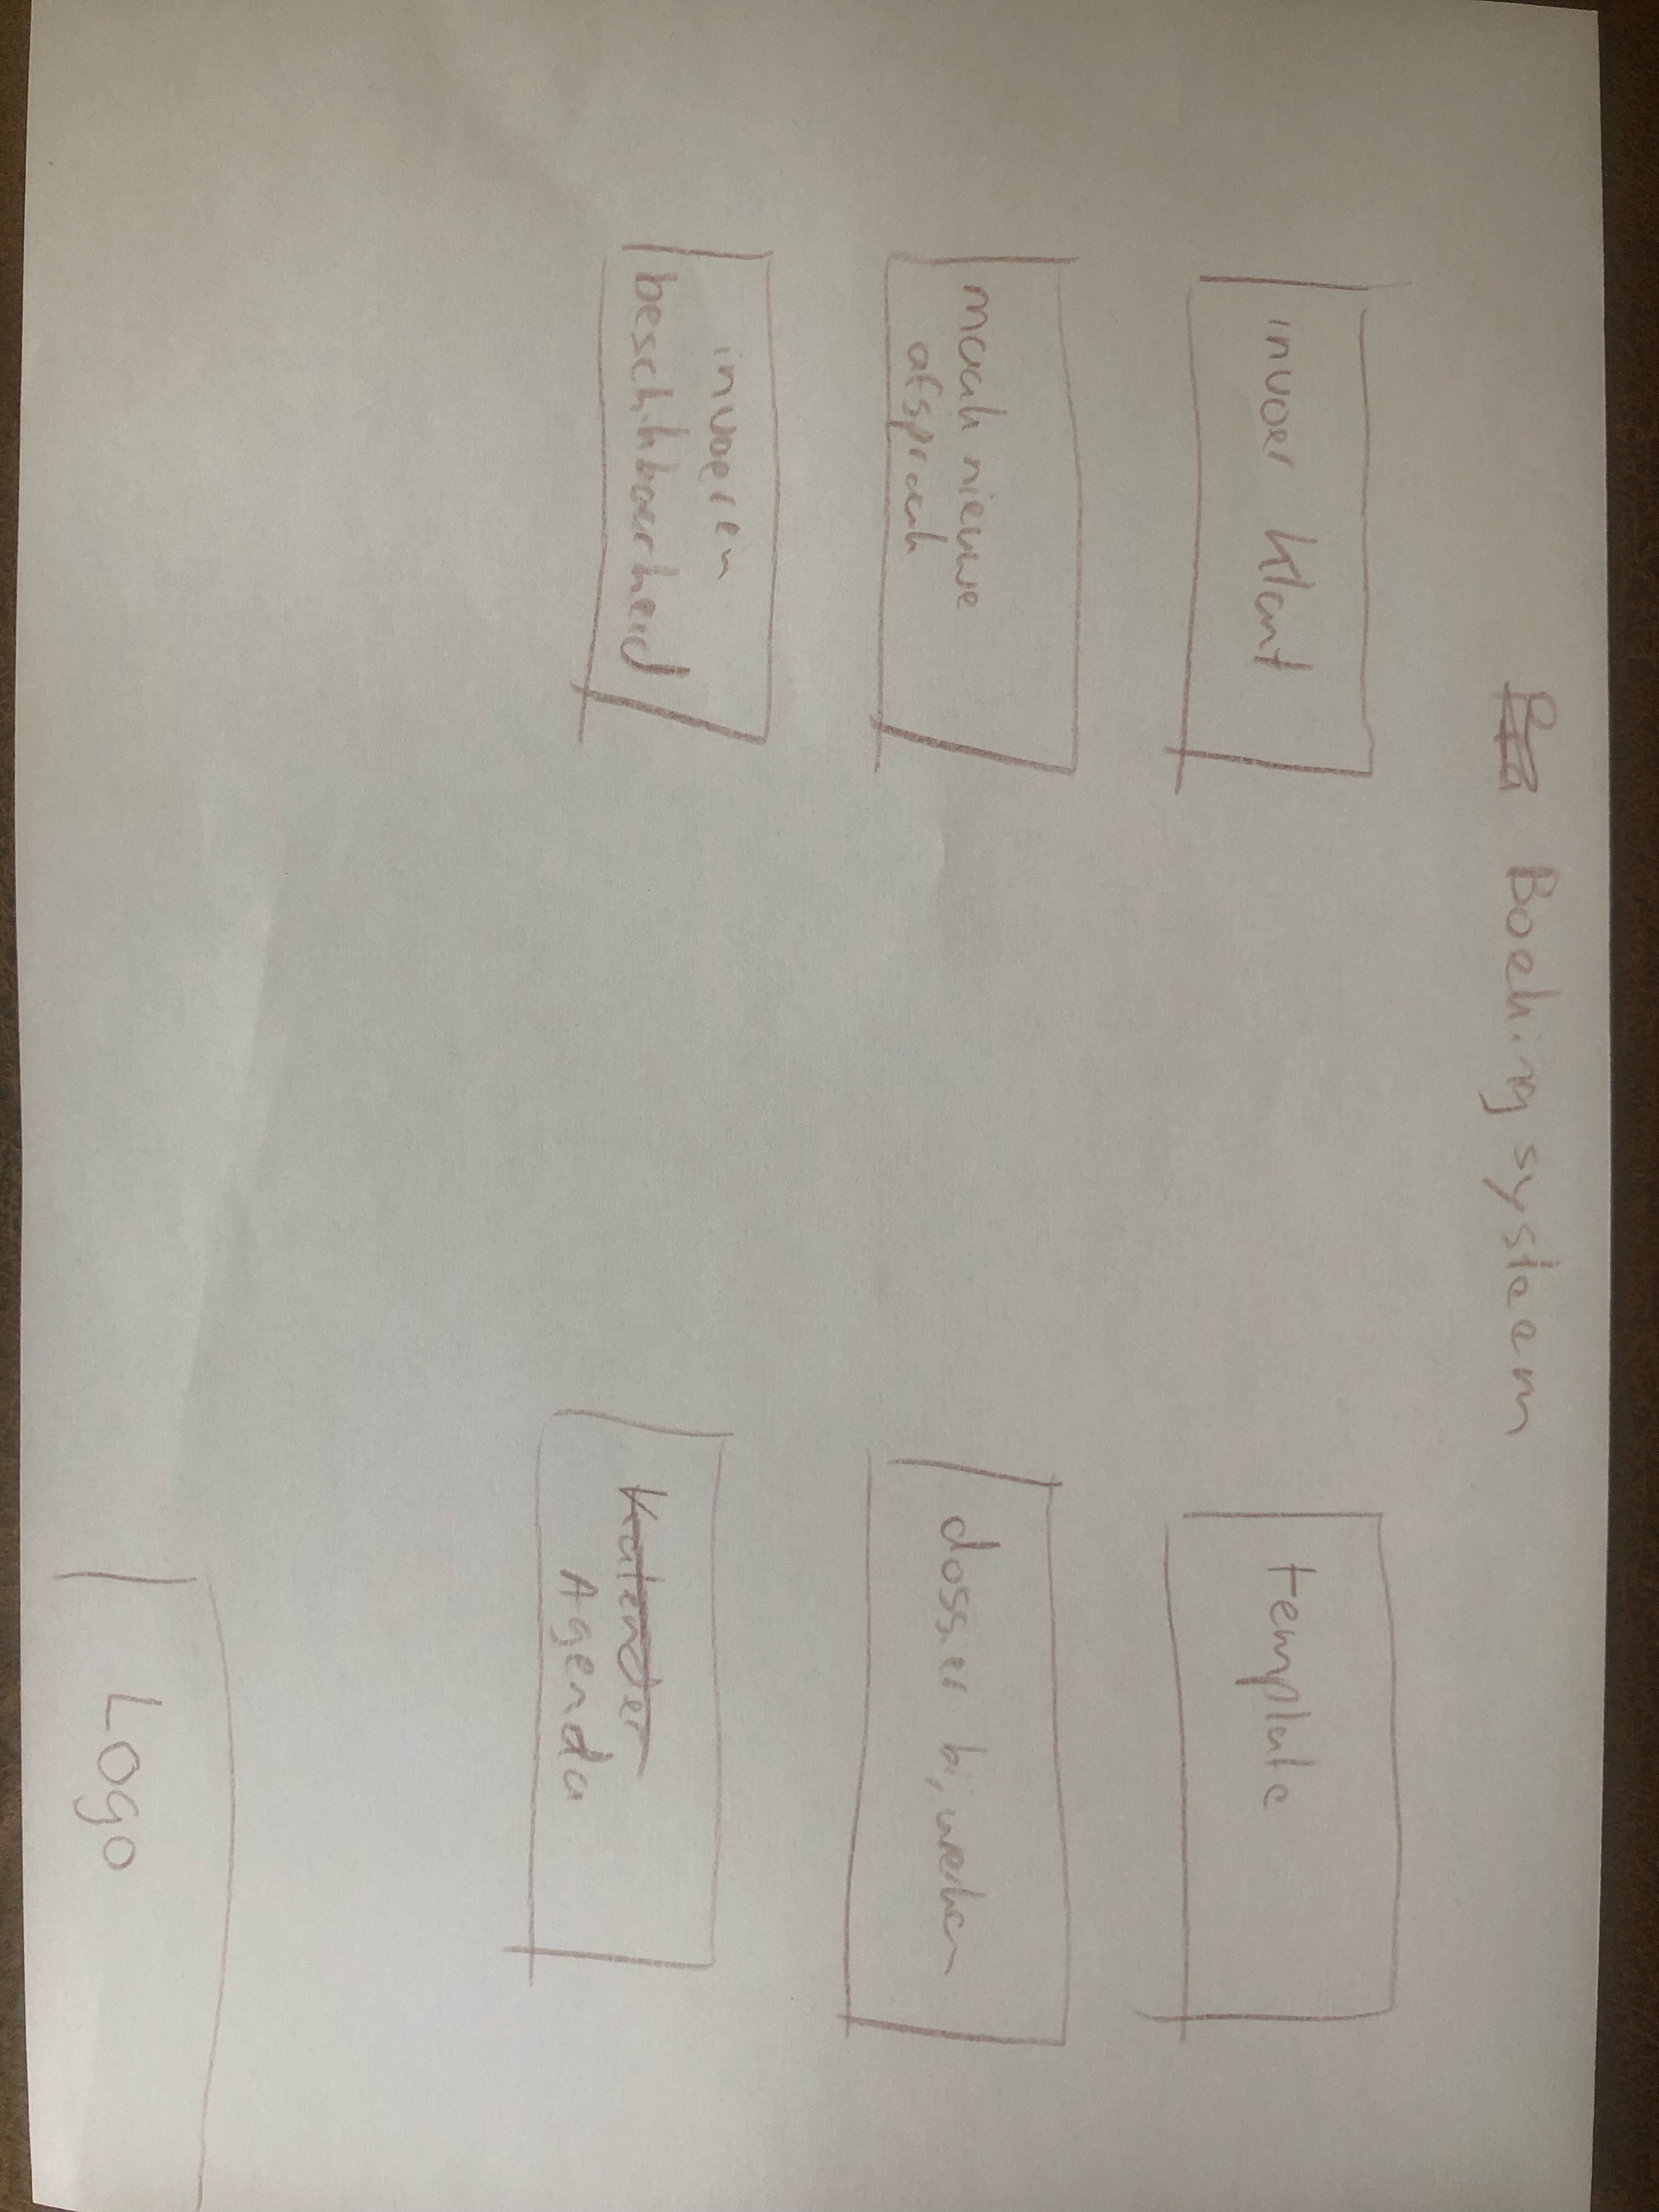 Boeking systeem
invoer klant
template
maak nieuwe
afspraak
dossier bijwerken
invoeren
beschikbaarheid
Kalender
Agenda
Logo